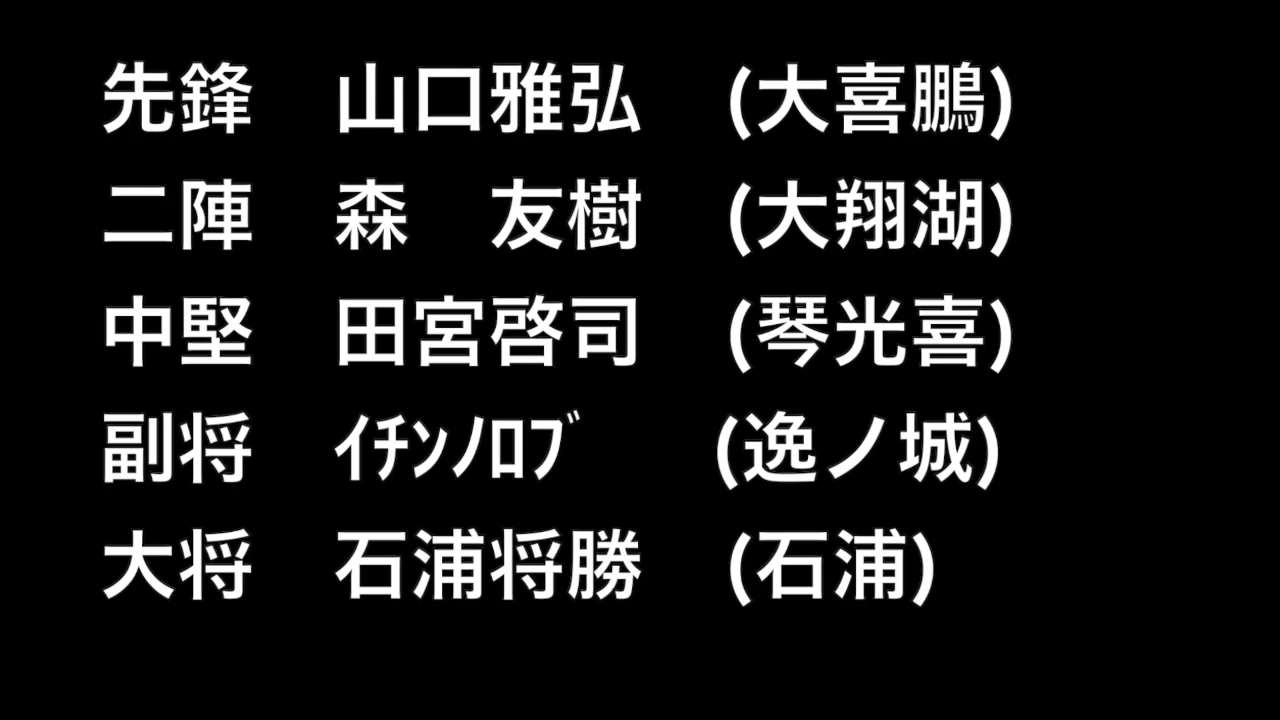 先鋒　山口雅弘　(大喜鵬)
二陣　森　友樹　(大翔湖)
中堅　田宮啓司　(琴光喜)
副将　ｲﾁﾝﾉﾛﾌﾞ　(逸ノ城)
大将　石浦将勝　(石浦)